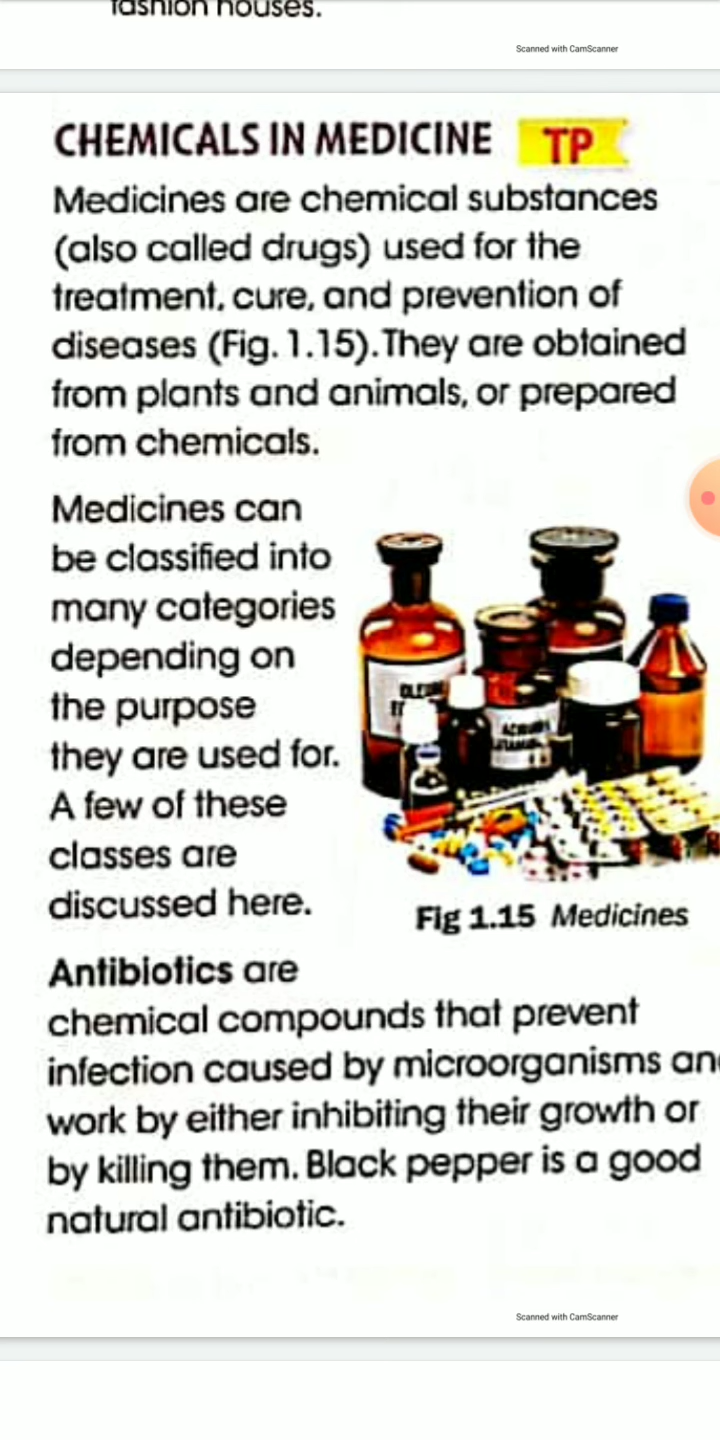 fashion houses.
Scanned with CamScanner
CHEMICALS IN MEDICINE TP
Medicines are chemical substances
(also called drugs) used for the
treatment, cure, and prevention of
diseases (Fig. 1.15). They are obtained
from plants and animals, or prepared
from chemicals.
Medicines can
be classified into
many categories
depending on
the purpose
they are used for.
A few of these
classes are
discussed here.
Fig 1.15 Medicines
Antibiotics are
chemical compounds that prevent
infection caused by microorganisms an
work by either inhibiting their growth or
by killing them. Black pepper is a good
natural antibiotic.
Scanned with CamScanner